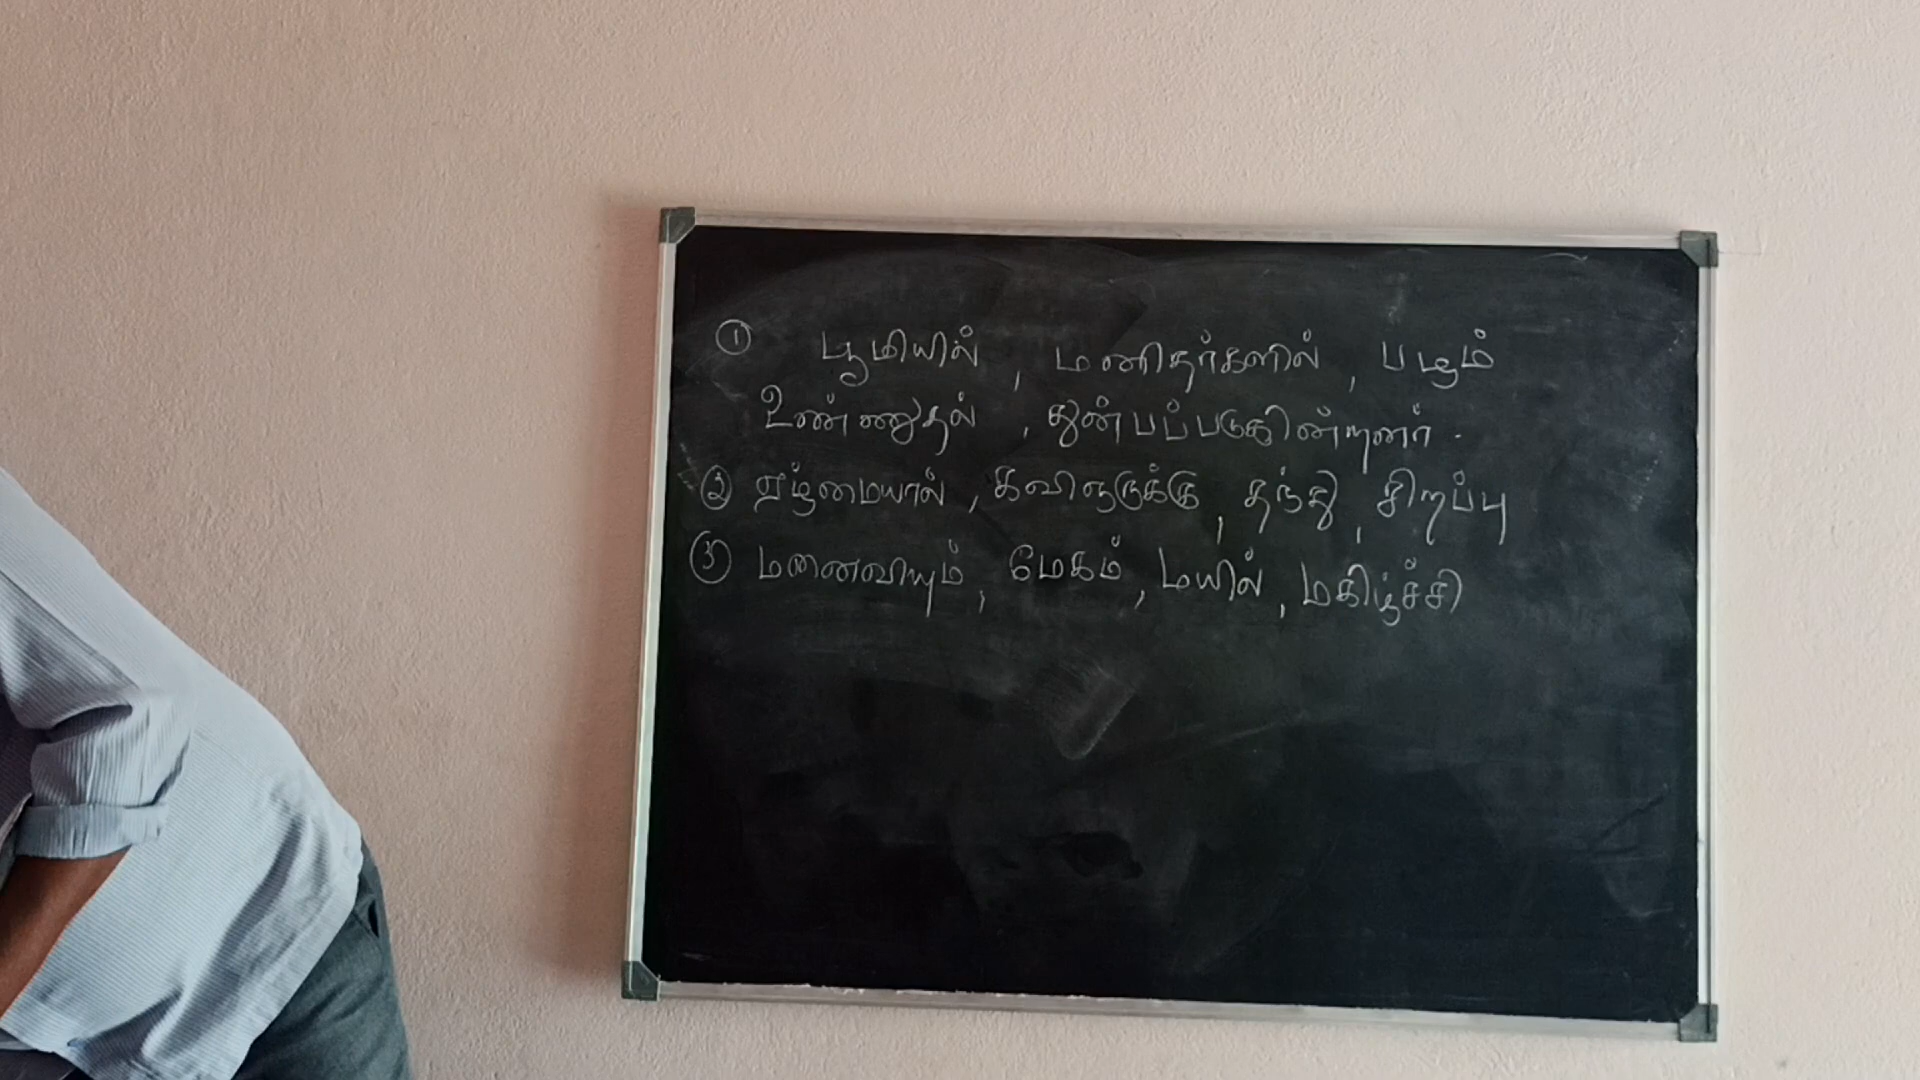 ① பூமியில் , மனிதர்களில் , பழம்
உண்ணுதல் , துன்பப்படுகின்றனர் .
② ஏழ்மையால் , கவிஞருக்கு , தந்து , சிறப்பு
③ மனைவியும் , மேகம் , மயில் , மகிழ்ச்சி